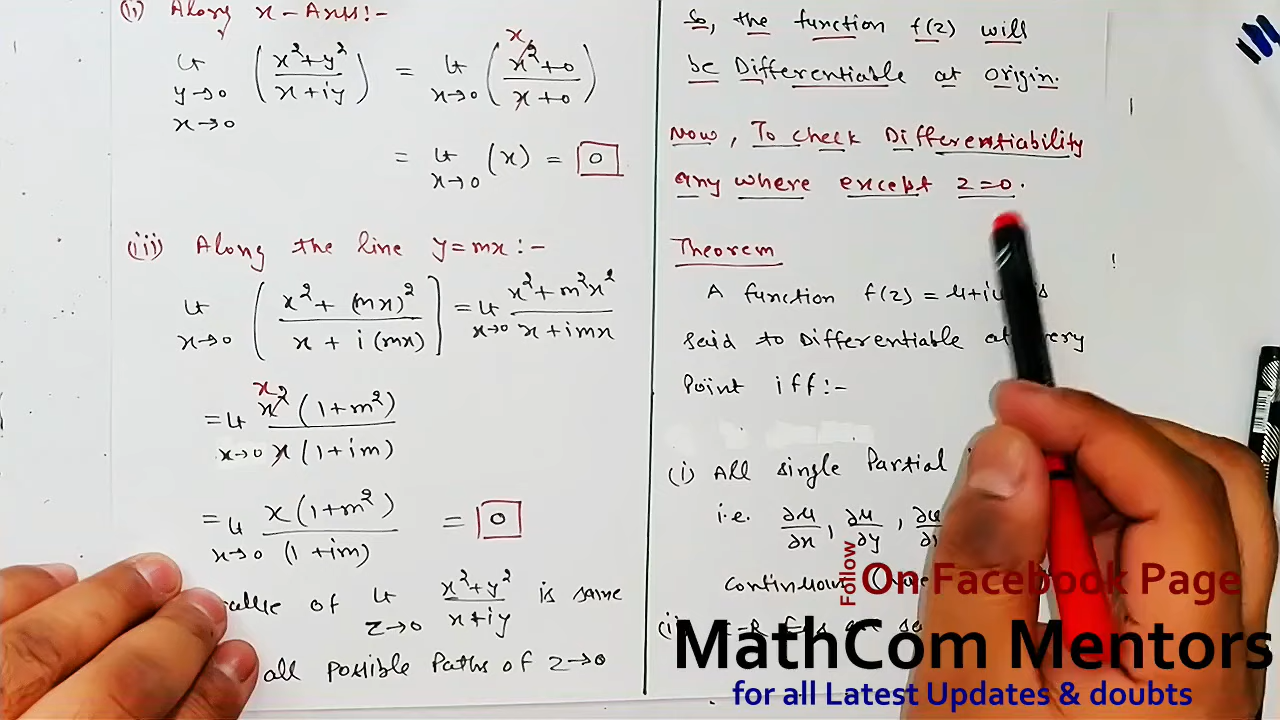 (ii) Along x-Axis:-
lt y→0 x→0 (x²+y² / x+iy) = lt x→0 (x²+0 / x+0) x
= lt x→0 (x) = 0
(iii) Along the line y=mx:-
lt x→0 (x²+(mx)² / x+i(mx)) = lt x→0 x²+m²x² / x+imx
= lt x→0 x² (1+m²) / x (1+im) x
= lt x→0 x(1+m²) / (1+im) = 0
value of lt z→0 x²+y² / x+iy is same
all possible Paths of z→0
So, the function f(z) will
be Differentiable at origin.
Now, To check Differentiability
any where except z=0.
Theorem
A function f(z) = u+iv is
said to Differentiable at every
Point iff:-
(i) All single Partial
i.e. ∂u/∂x, ∂u/∂y,
continuous
Follow On Facebook Page
MathCom Mentors
for all Latest Updates & doubts